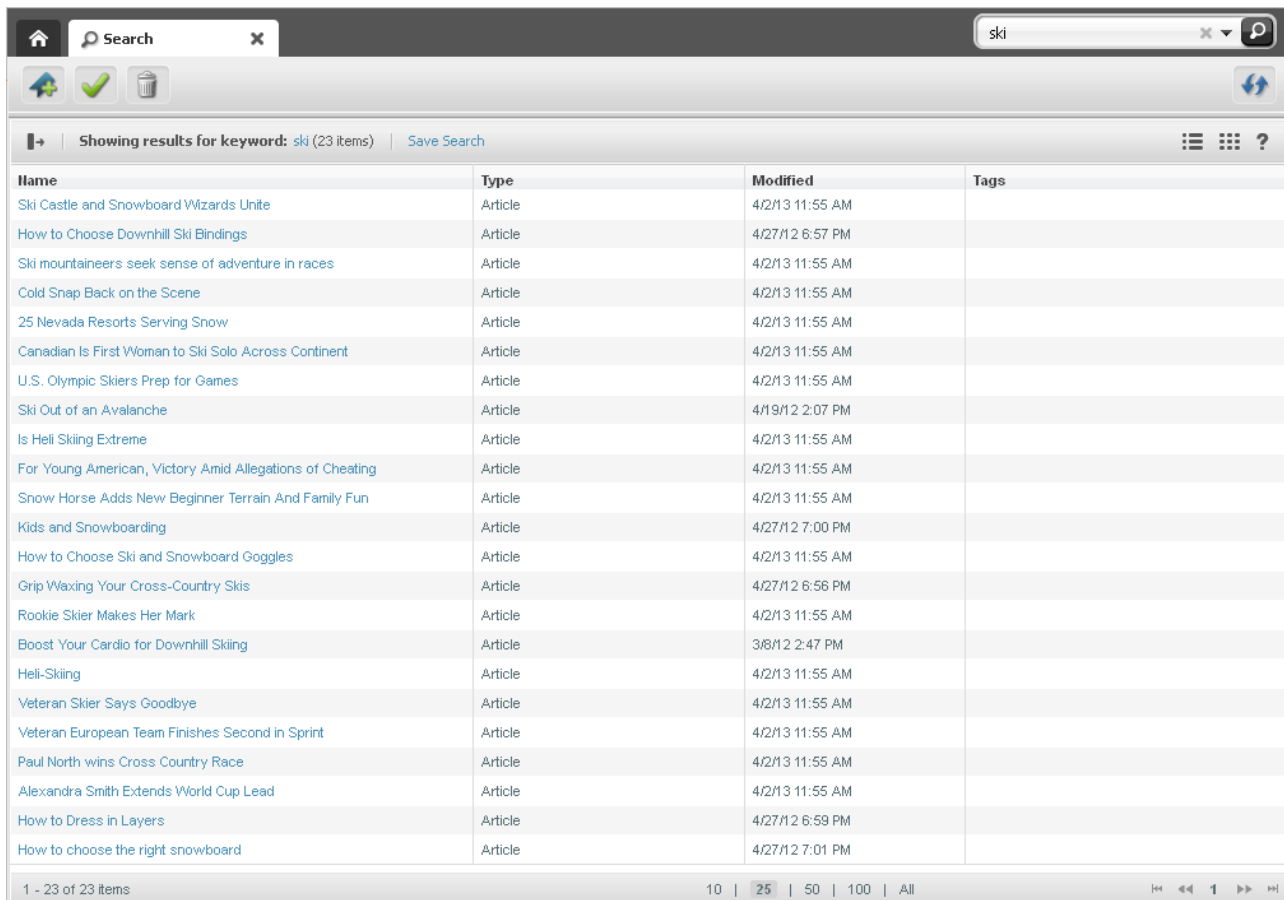 Search
ski
Showing results for keyword: ski (23 items) | Save Search
?
Name Type Modified Tags
Ski Castle and Snowboard Wizards Unite Article 4/2/13 11:55 AM
How to Choose Downhill Ski Bindings Article 4/27/12 6:57 PM
Ski mountaineers seek sense of adventure in races Article 4/2/13 11:55 AM
Cold Snap Back on the Scene Article 4/2/13 11:55 AM
25 Nevada Resorts Serving Snow Article 4/2/13 11:55 AM
Canadian Is First Woman to Ski Solo Across Continent Article 4/2/13 11:55 AM
U.S. Olympic Skiers Prep for Games Article 4/2/13 11:55 AM
Ski Out of an Avalanche Article 4/19/12 2:07 PM
Is Heli Skiing Extreme Article 4/2/13 11:55 AM
For Young American, Victory Amid Allegations of Cheating Article 4/2/13 11:55 AM
Snow Horse Adds New Beginner Terrain And Family Fun Article 4/2/13 11:55 AM
Kids and Snowboarding Article 4/27/12 7:00 PM
How to Choose Ski and Snowboard Goggles Article 4/2/13 11:55 AM
Grip Waxing Your Cross-Country Skis Article 4/27/12 6:56 PM
Rookie Skier Makes Her Mark Article 4/2/13 11:55 AM
Boost Your Cardio for Downhill Skiing Article 3/8/12 2:47 PM
Heli-Skiing Article 4/2/13 11:55 AM
Veteran Skier Says Goodbye Article 4/2/13 11:55 AM
Veteran European Team Finishes Second in Sprint Article 4/2/13 11:55 AM
Paul North wins Cross Country Race Article 4/2/13 11:55 AM
Alexandra Smith Extends World Cup Lead Article 4/2/13 11:55 AM
How to Dress in Layers Article 4/27/12 6:59 PM
How to choose the right snowboard Article 4/27/12 7:01 PM
1 - 23 of 23 items 10 | 25 | 50 | 100 | All 1